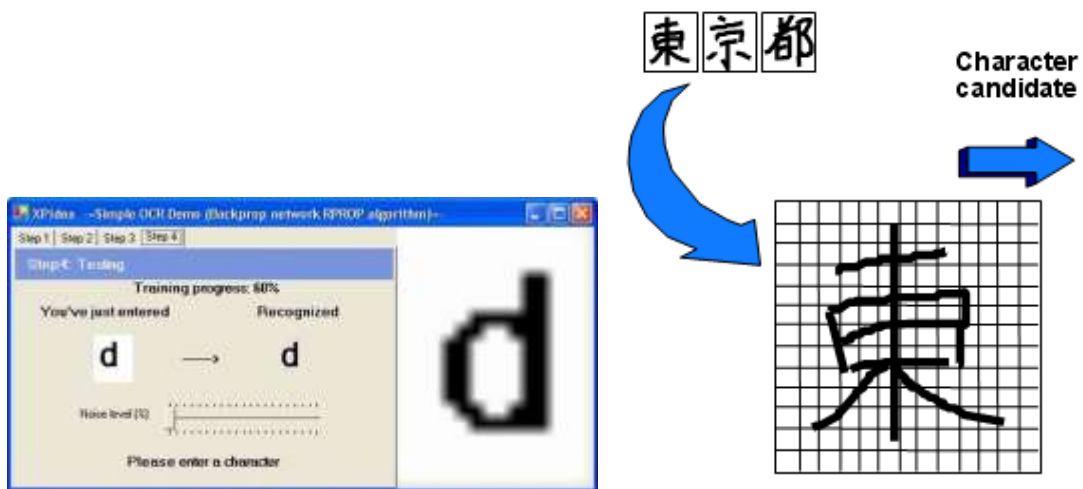 東京都
Character
candidate
XPidea -Simple OCR Demo (Backprop network RPROP algorithm)-
Step 1 Step 2 Step 3 Step 4
Step4: Testing
Training progress: 60%
You've just entered Recognized
d d
Noise level [%]
Please enter a character
d
東